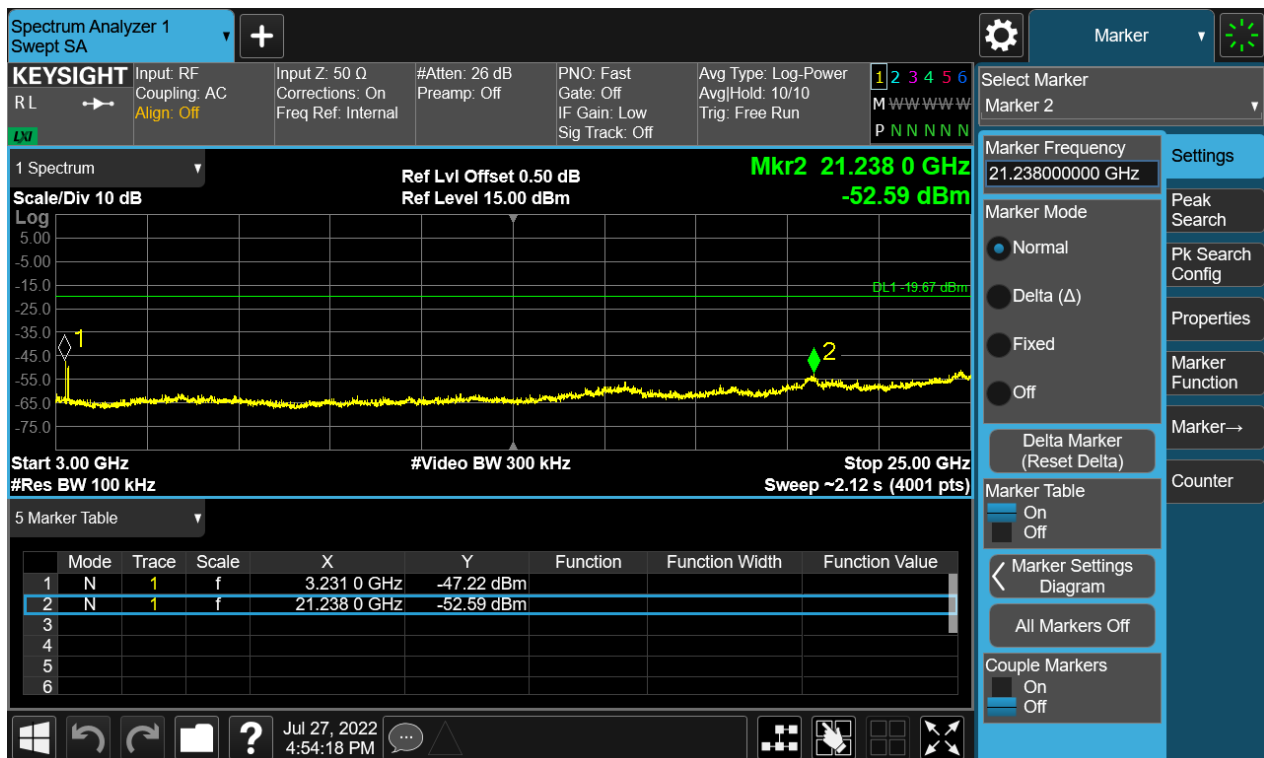 Spectrum Analyzer 1
Swept SA
+
Marker
KEYSIGHT
R L
LXI
Input: RF
Coupling: AC
Align: Off
Input Z: 50 Ω
Corrections: On
Freq Ref: Internal
#Atten: 26 dB
Preamp: Off
PNO: Fast
Gate: Off
IF Gain: Low
Sig Track: Off
Avg Type: Log-Power
Avg|Hold: 10/10
Trig: Free Run
1 2 3 4 5 6
M W W W W W
P N N N N N
Select Marker
Marker 2
1 Spectrum
Scale/Div 10 dB
Ref Lvl Offset 0.50 dB
Ref Level 15.00 dBm
Mkr2 21.238 0 GHz
-52.59 dBm
Log
5.00
-5.00
-15.0
-25.0
-35.0
-45.0
-55.0
-65.0
-75.0
DL1 -19.67 dBm
1
2
Start 3.00 GHz
#Video BW 300 kHz
Stop 25.00 GHz
#Res BW 100 kHz
Sweep ~2.12 s (4001 pts)
5 Marker Table
Mode Trace Scale X Y Function Function Width Function Value
1 N 1 f 3.231 0 GHz -47.22 dBm
2 N 1 f 21.238 0 GHz -52.59 dBm
3
4
5
6
Marker Frequency
21.238000000 GHz
Marker Mode
Normal
Delta (Δ)
Fixed
Off
Delta Marker
(Reset Delta)
Marker Table
On
Off
Marker Settings
Diagram
All Markers Off
Couple Markers
On
Off
Settings
Peak
Search
Pk Search
Config
Properties
Marker
Function
Marker→
Counter
?
Jul 27, 2022
4:54:18 PM